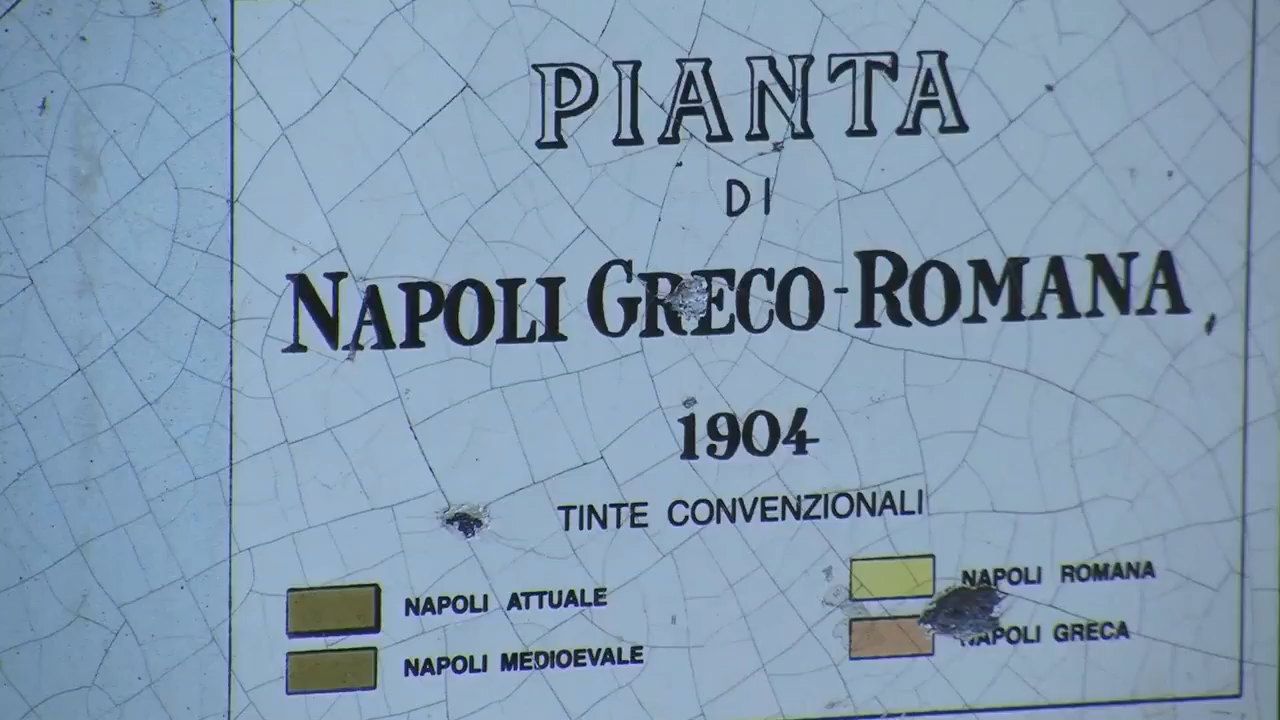 PIANTA
DI
NAPOLI GRECO-ROMANA
1904
TINTE CONVENZIONALI
NAPOLI ATTUALE
NAPOLI MEDIOEVALE
NAPOLI ROMANA
NAPOLI GRECA